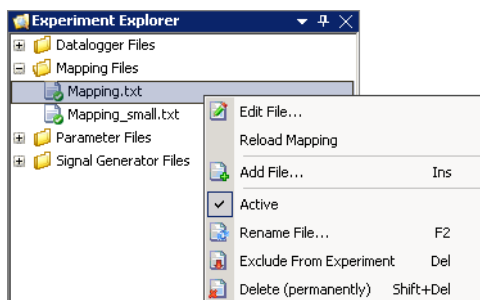 Experiment Explorer
Datalogger Files
Mapping Files
Mapping.txt
Mapping_small.txt
Parameter Files
Signal Generator Files
Edit File...
Reload Mapping
Add File... Ins
Active
Rename File... F2
Exclude From Experiment Del
Delete (permanently) Shift+Del